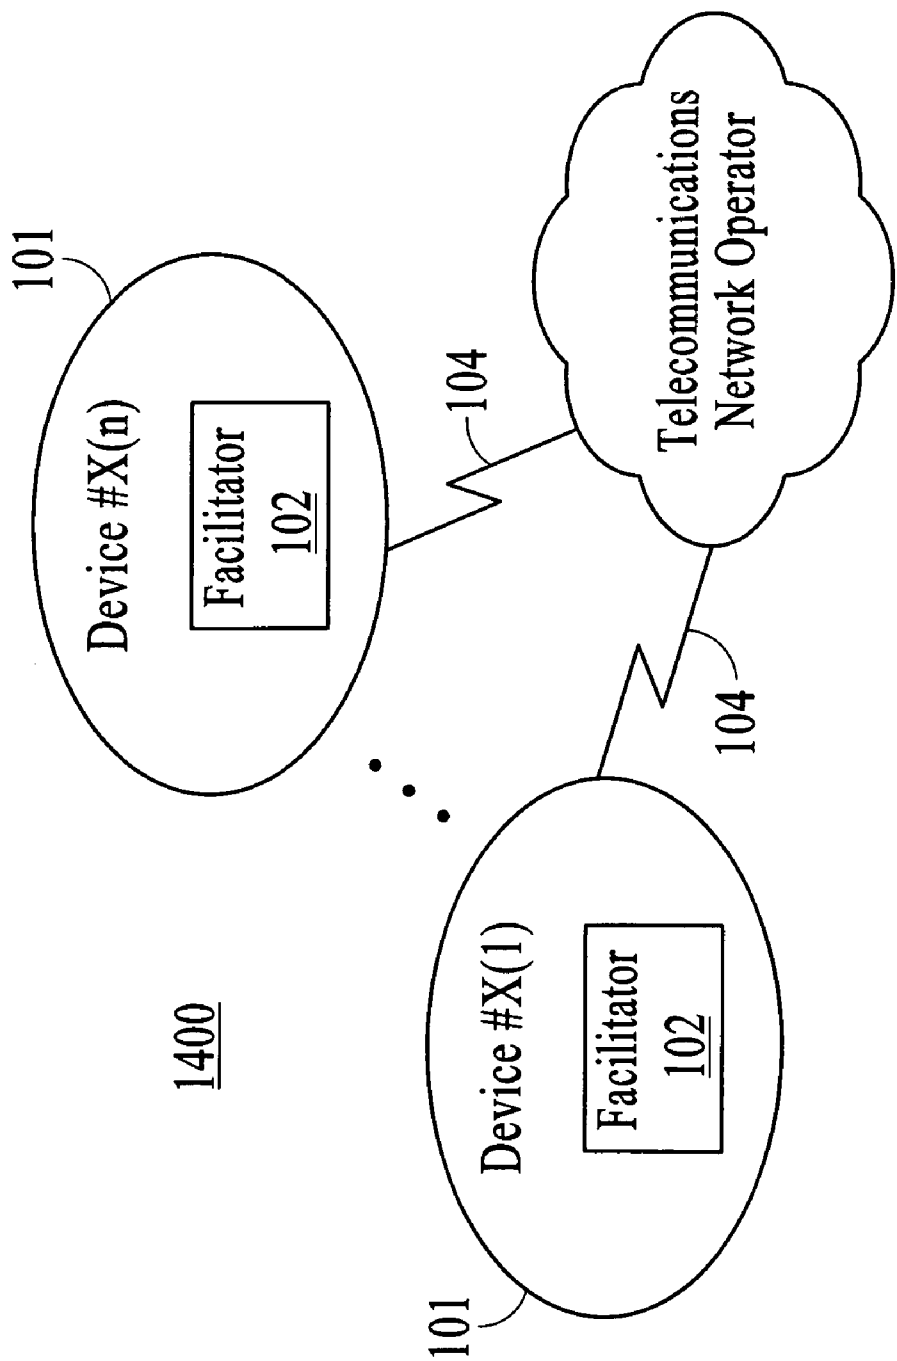 1400
101
Device #X(1)
Facilitator
102
Device #X(n)
Facilitator
102
101
104
104
Telecommunications
Network Operator